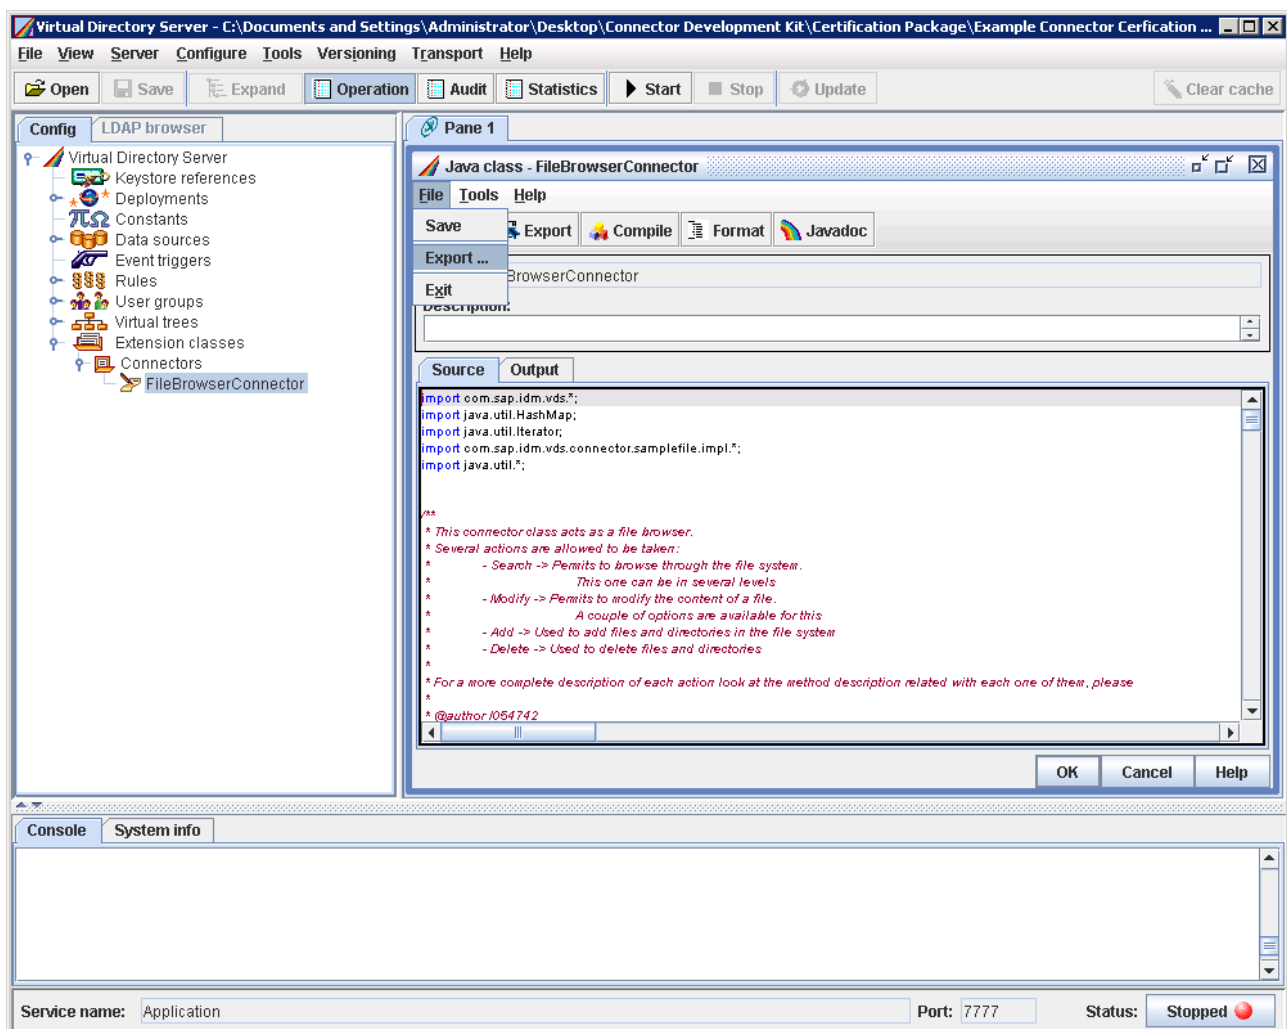 Virtual Directory Server - C:\Documents and Settings\Administrator\Desktop\Connector Development Kit\Certification Package\Example Connector Cerfication ...
File View Server Configure Tools Versioning Transport Help
Open Save Expand Operation Audit Statistics Start Stop Update Clear cache
Config LDAP browser
Virtual Directory Server
Keystore references
Deployments
Constants
Data sources
Event triggers
Rules
User groups
Virtual trees
Extension classes
Connectors
FileBrowserConnector
Pane 1
Java class - FileBrowserConnector
File Tools Help
Save
Export ...
Exit
Export Compile Format Javadoc
BrowserConnector
Description:
Source Output
import com.sap.idm.vds.*;
import java.util.HashMap;
import java.util.Iterator;
import com.sap.idm.vds.connector.samplefile.impl.*;
import java.util.*;
/**
* This connector class acts as a file browser.
* Several actions are allowed to be taken:
* - Search -> Permits to browse through the file system.
* This one can be in several levels
* - Modify -> Permits to modify the content of a file.
* A couple of options are available for this
* - Add -> Used to add files and directories in the file system
* - Delete -> Used to delete files and directories
*
* For a more complete description of each action look at the method description related with each one of them, please
*
* @author I054742
OK Cancel Help
Console System info
Service name: Application Port: 7777 Status: Stopped